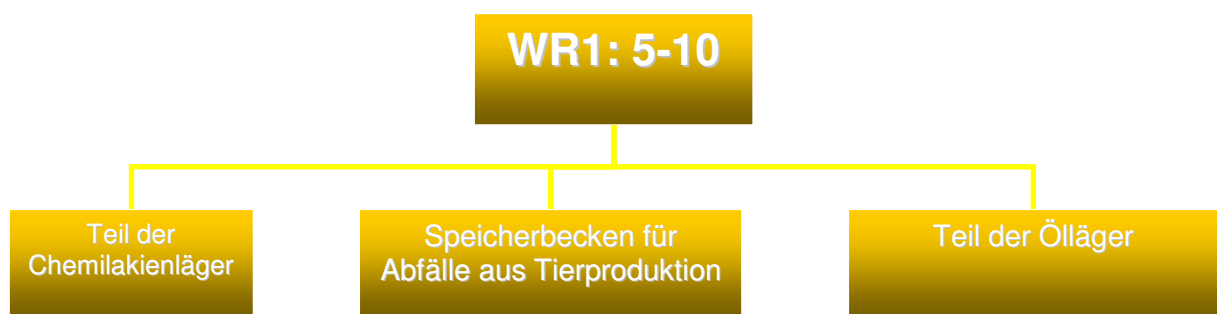 WR1: 5-10
Teil der
Chemilakienläger
Speicherbecken für
Abfälle aus Tierproduktion
Teil der Ölläger